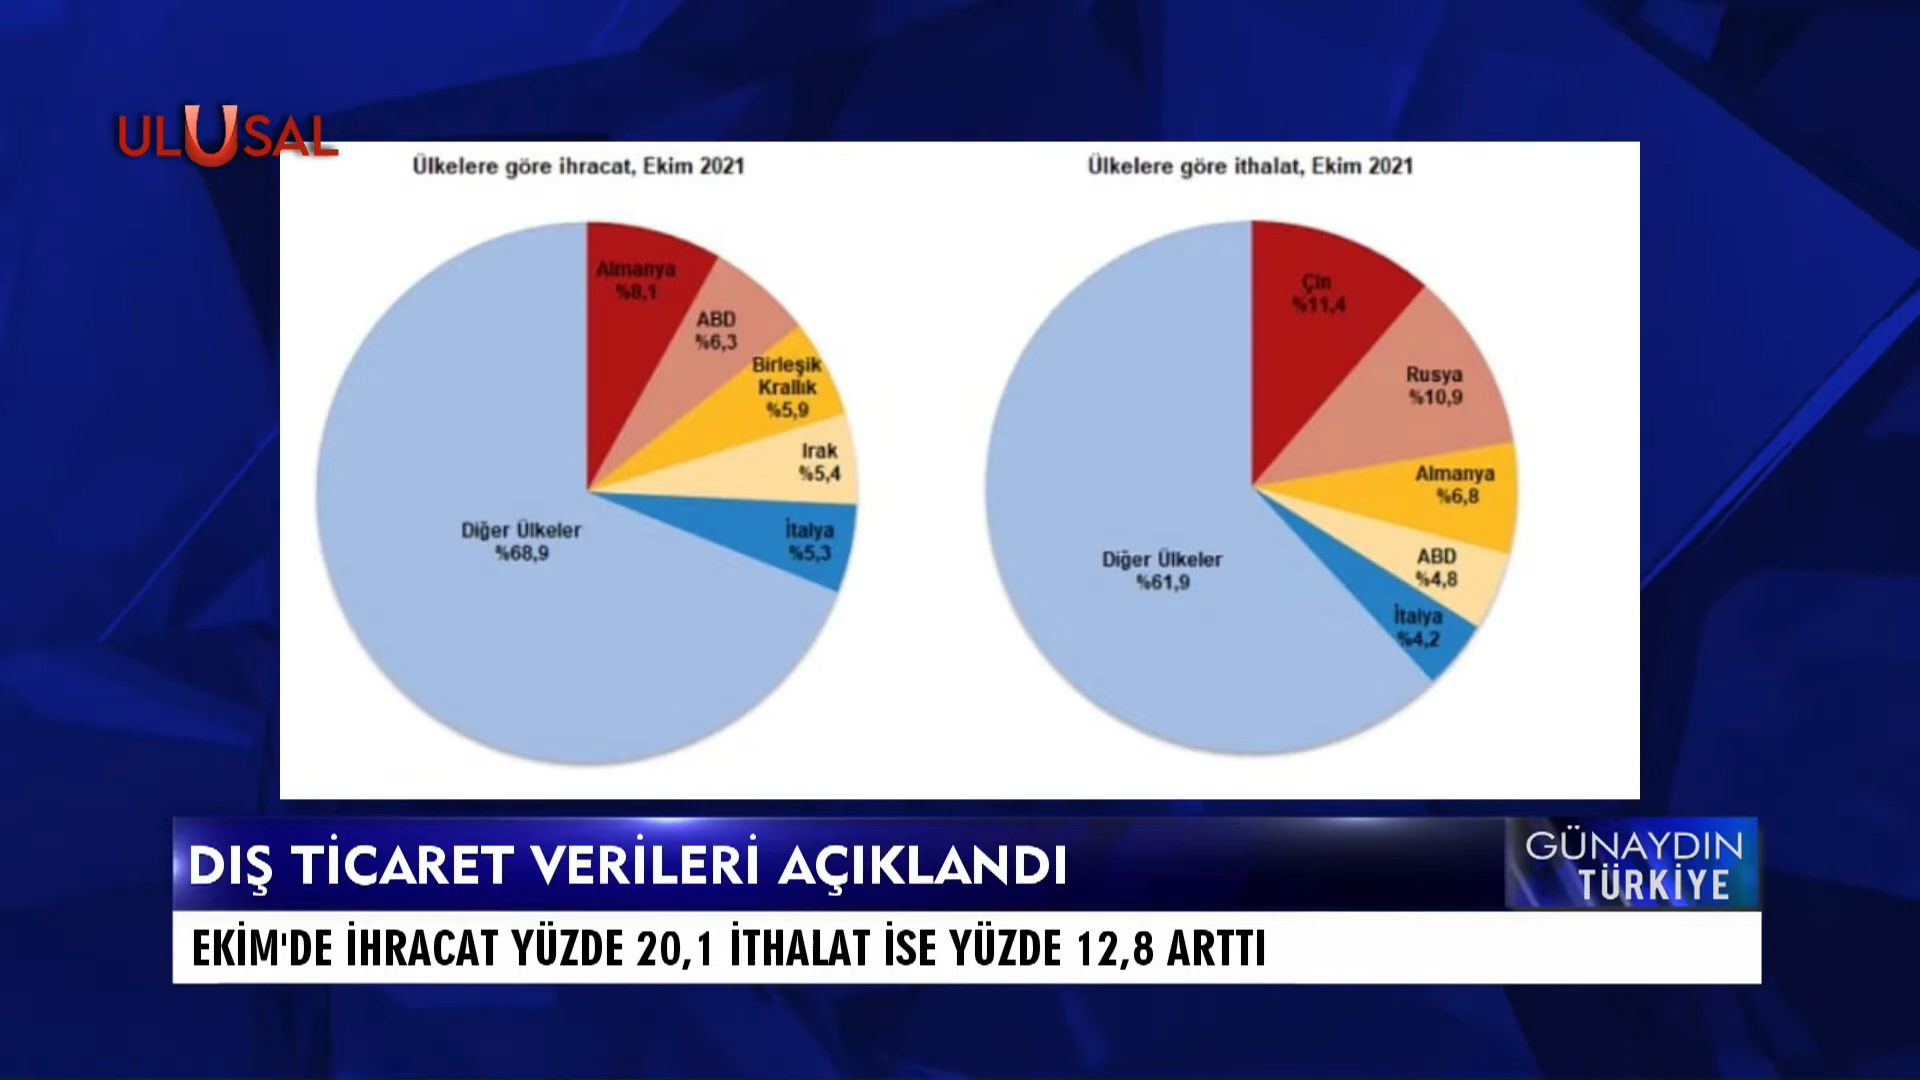 ULUSAL
Ülkelere göre ihracat, Ekim 2021
Almanya
%8,1
ABD
%6,3
Birleşik
Krallık
%5,9
Irak
%5,4
İtalya
%5,3
Diğer Ülkeler
%68,9
Ülkelere göre ithalat, Ekim 2021
Çin
%11,4
Rusya
%10,9
Almanya
%6,8
ABD
%4,8
İtalya
%4,2
Diğer Ülkeler
%61,9
DIŞ TİCARET VERİLERİ AÇIKLANDI
GÜNAYDIN
TÜRKİYE
EKİM'DE İHRACAT YÜZDE 20,1 İTHALAT İSE YÜZDE 12,8 ARTTI